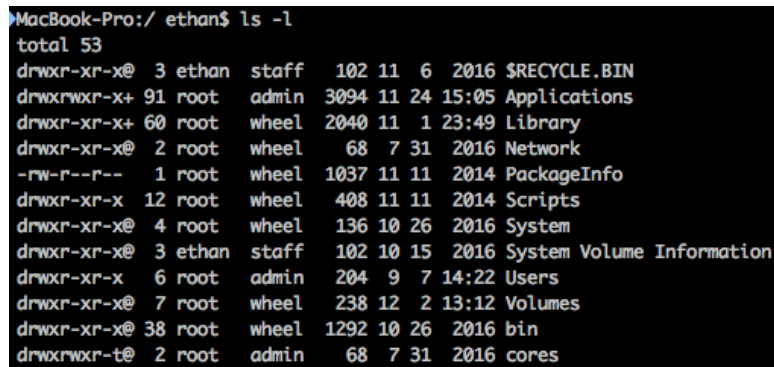 MacBook-Pro:/ ethan$ ls -l
total 53
drwxr-xr-x@  3 ethan  staff   102 11  6  2016 $RECYCLE.BIN
drwxrwxr-x+ 91 root   admin  3094 11 24 15:05 Applications
drwxr-xr-x+ 60 root   wheel  2040 11  1 23:49 Library
drwxr-xr-x@  2 root   wheel    68  7 31  2016 Network
-rw-r--r--   1 root   wheel  1037 11 11  2014 PackageInfo
drwxr-xr-x  12 root   wheel   408 11 11  2014 Scripts
drwxr-xr-x@  4 root   wheel   136 10 26  2016 System
drwxr-xr-x@  3 ethan  staff   102 10 15  2016 System Volume Information
drwxr-xr-x   6 root   admin   204  9  7 14:22 Users
drwxr-xr-x@  7 root   wheel   238 12  2 13:12 Volumes
drwxr-xr-x@ 38 root   wheel  1292 10 26  2016 bin
drwxrwxr-t@  2 root   admin    68  7 31  2016 cores